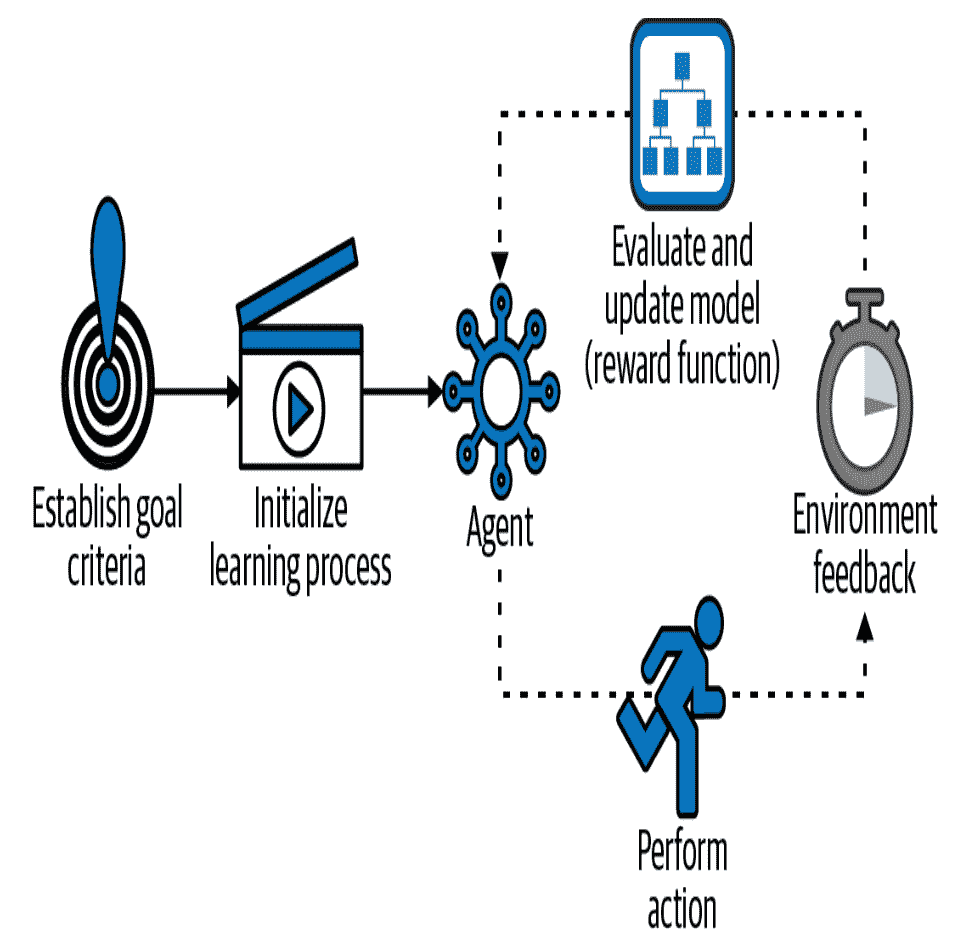 Establish goal
criteria
Initialize
learning process
Agent
Evaluate and
update model
(reward function)
Environment
feedback
Perform
action